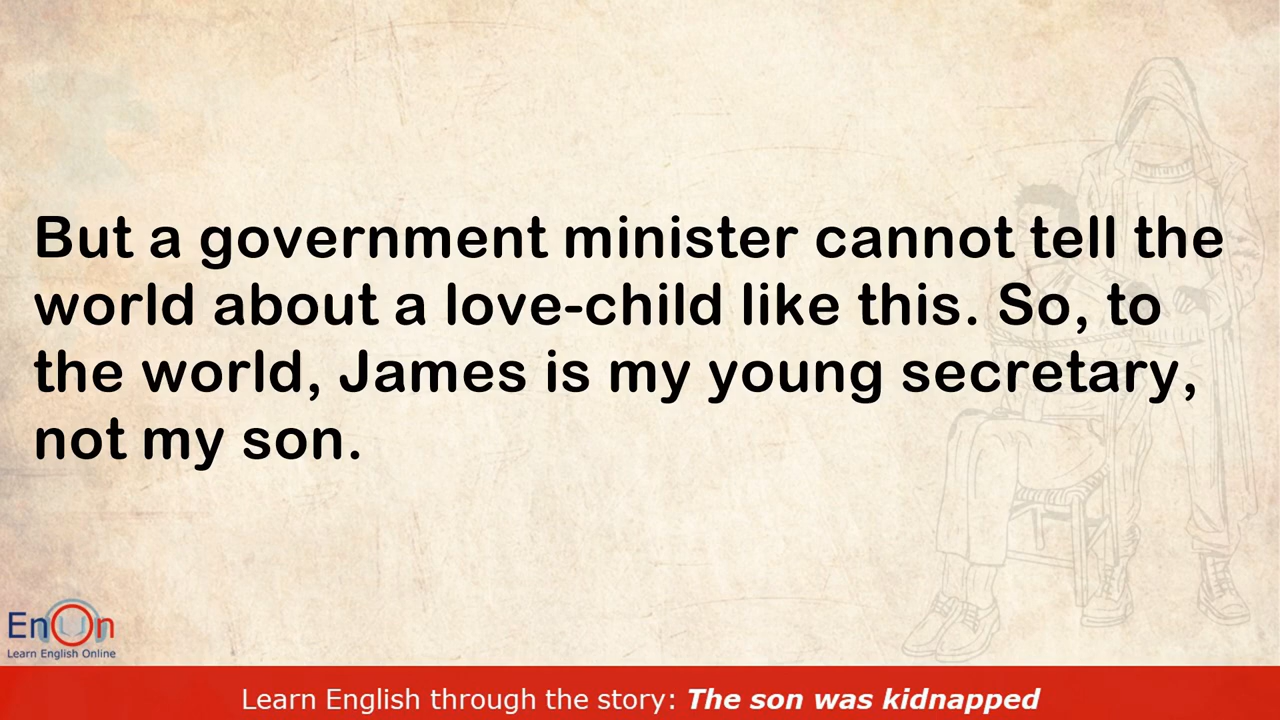 But a government minister cannot tell the
world about a love-child like this. So, to
the world, James is my young secretary,
not my son.
EnOn
Learn English Online
Learn English through the story: The son was kidnapped